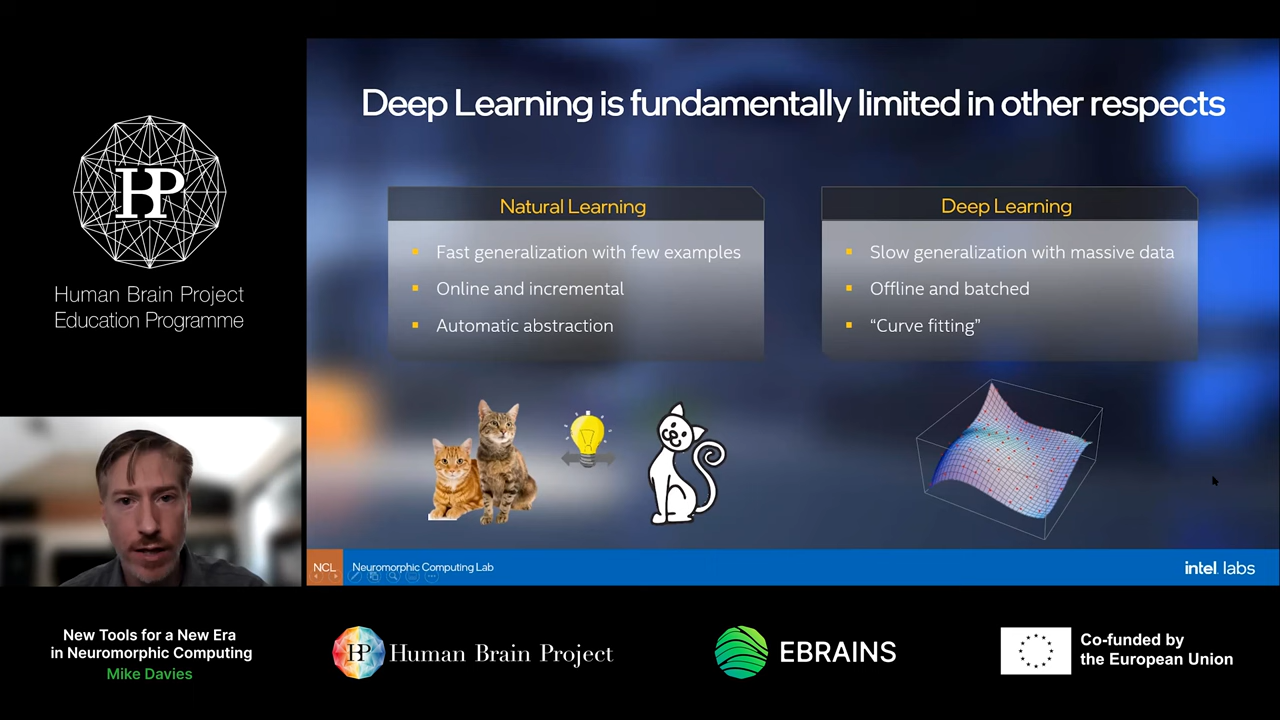 HP
Human Brain Project
Education Programme
Deep Learning is fundamentally limited in other respects
Natural Learning
Fast generalization with few examples
Online and incremental
Automatic abstraction
Deep Learning
Slow generalization with massive data
Offline and batched
“Curve fitting”
NCL
Neuromorphic Computing Lab
intel. labs
New Tools for a New Era
in Neuromorphic Computing
Mike Davies
HP
Human Brain Project
EBRAINS
Co-funded by
the European Union